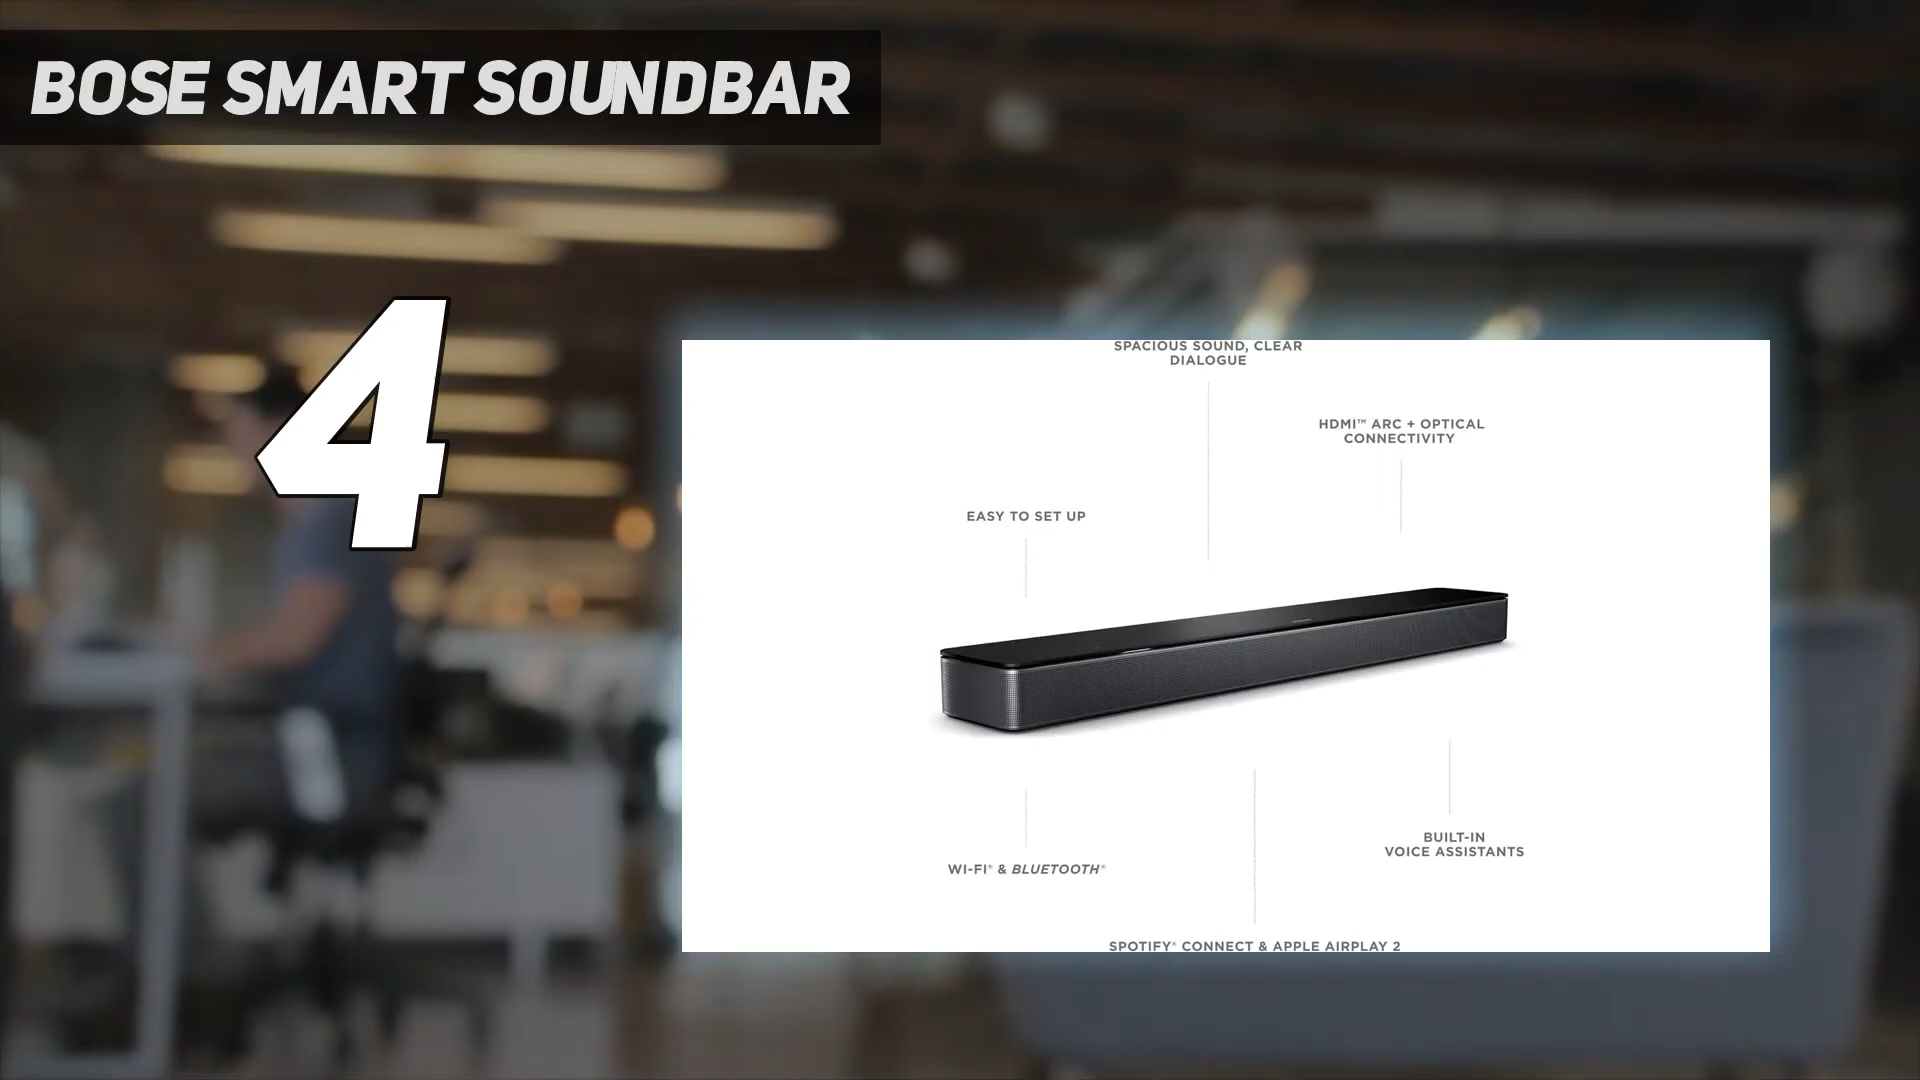 BOSE SMART SOUNDBAR
4
SPACIOUS SOUND, CLEAR
DIALOGUE
HDMI™ ARC + OPTICAL
CONNECTIVITY
EASY TO SET UP
BUILT-IN
VOICE ASSISTANTS
WI-FI® & BLUETOOTH®
SPOTIFY® CONNECT & APPLE AIRPLAY 2